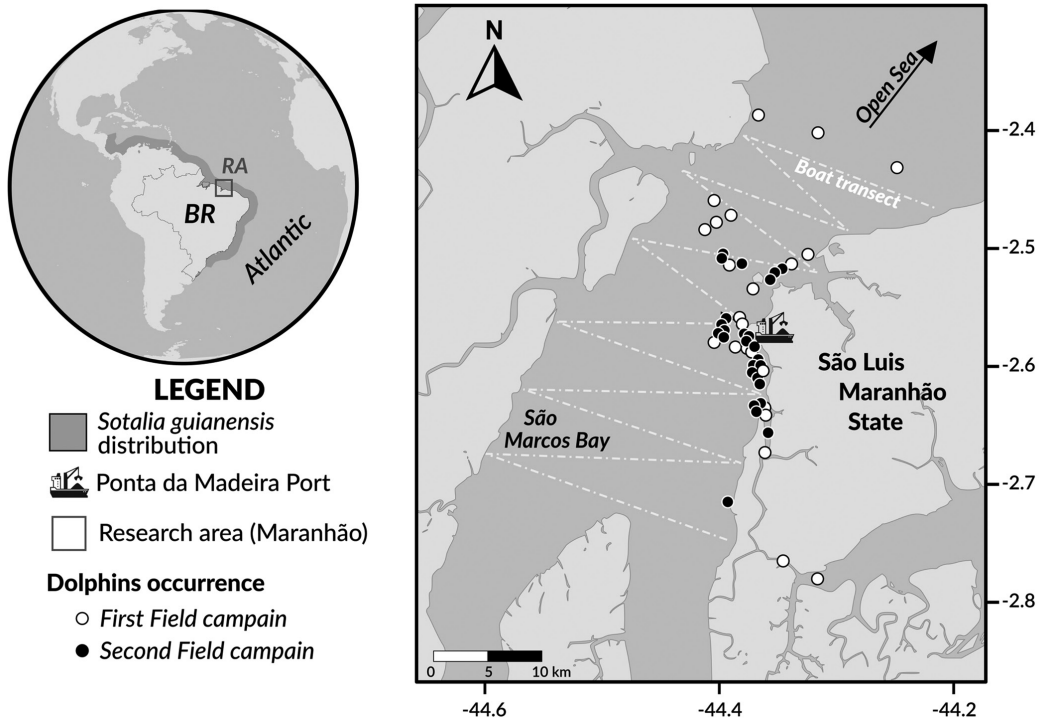 RA
BR
Atlantic
LEGEND
Sotalia guianensis
distribution
Ponta da Madeira Port
Research area (Maranhão)
Dolphins occurrence
First Field campain
Second Field campain
N
Open Sea
Boat transect
São Luis
Maranhão
State
São
Marcos Bay
0 5 10 km
-2.4
-2.5
-2.6
-2.7
-2.8
-44.6 -44.4 -44.2